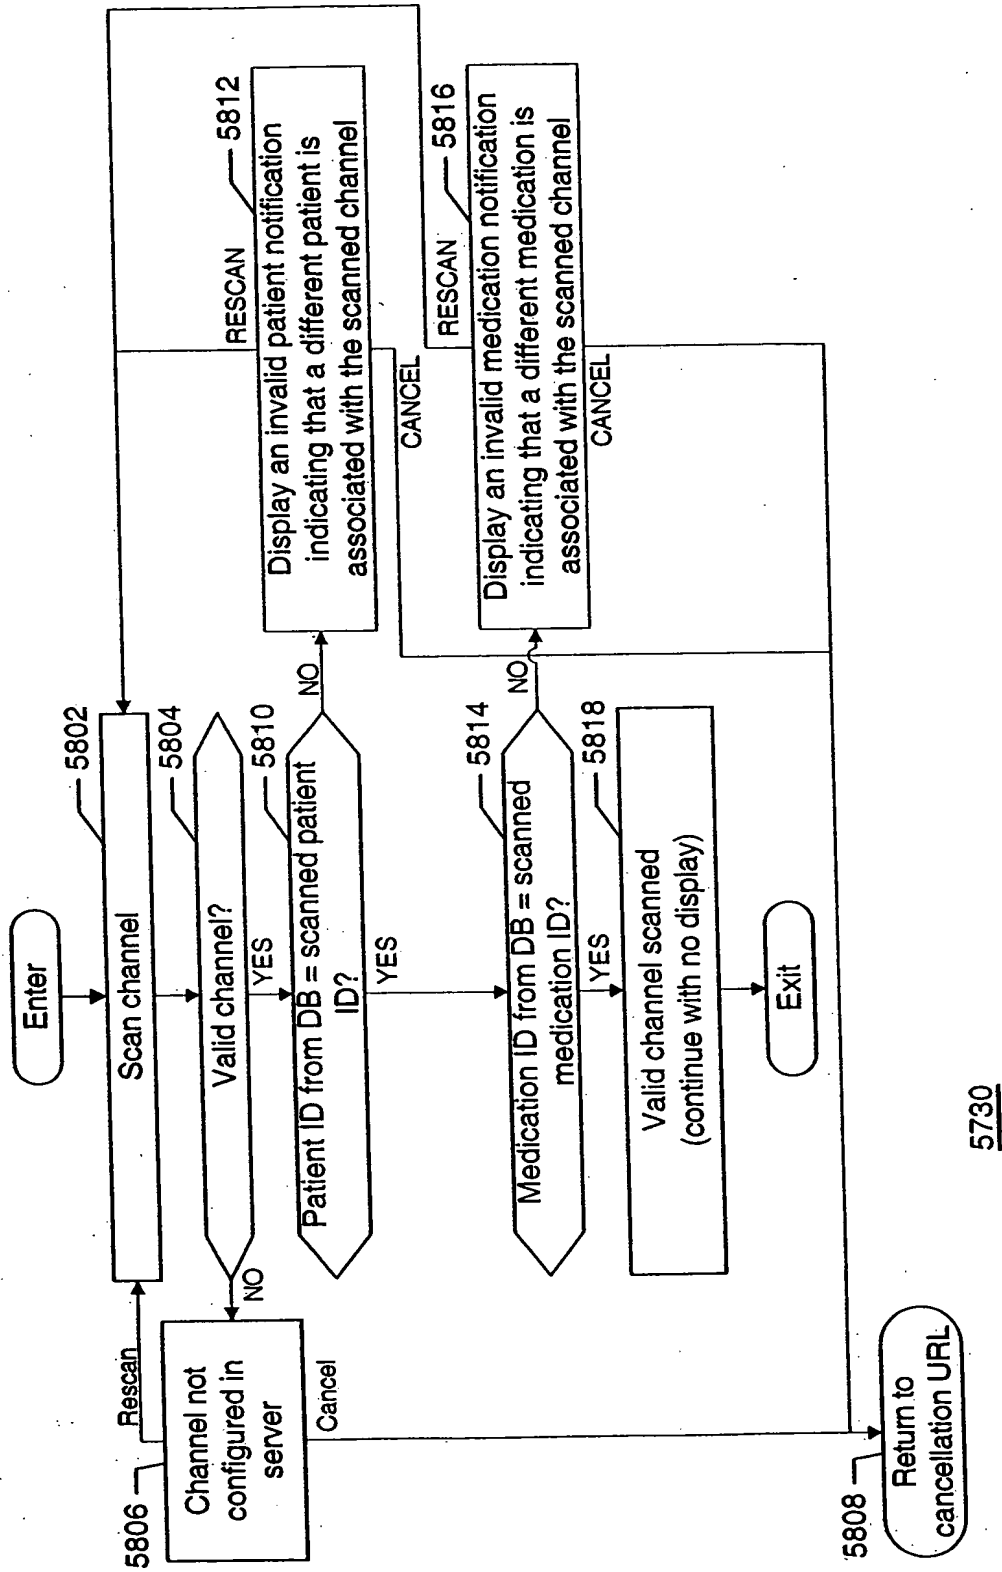 Enter
5802
Scan channel
5804
Valid channel?
NO
YES
Rescan
5806
Channel not
configured in
server
Cancel
5810
Patient ID from DB = scanned patient
ID?
NO
YES
RESCAN
5812
Display an invalid patient notification
indicating that a different patient is
associated with the scanned channel
CANCEL
5814
Medication ID from DB = scanned
medication ID?
NO
YES
RESCAN
5816
Display an invalid medication notification
indicating that a different medication is
associated with the scanned channel
CANCEL
5818
Valid channel scanned
(continue with no display)
Exit
5808
Return to
cancellation URL
5730